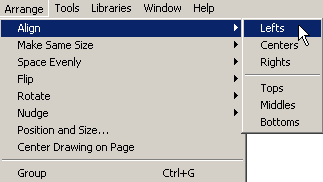 Arrange Tools Libraries Window Help
Align
Make Same Size
Space Evenly
Flip
Rotate
Nudge
Position and Size...
Center Drawing on Page
Group Ctrl+G
Lefts
Centers
Rights
Tops
Middles
Bottoms